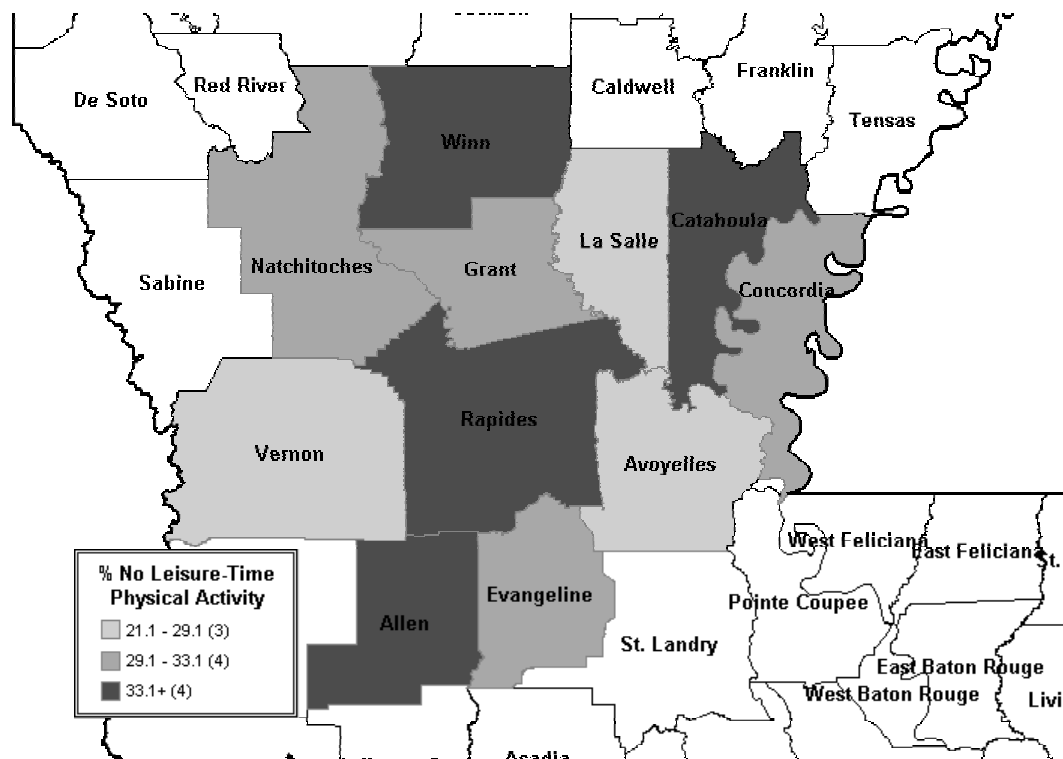 De Soto
Red River
Caldwell
Franklin
Tensas
Winn
Catahoula
La Salle
Natchitoches
Grant
Sabine
Concordia
Rapides
Vernon
Avoyelles
West Feliciana
East Feliciana
St.
% No Leisure-Time
Physical Activity
21.1 - 29.1 (3)
29.1 - 33.1 (4)
33.1+ (4)
Evangeline
Pointe Coupee
Allen
St. Landry
East Baton Rouge
West Baton Rouge
Livi
Acadia